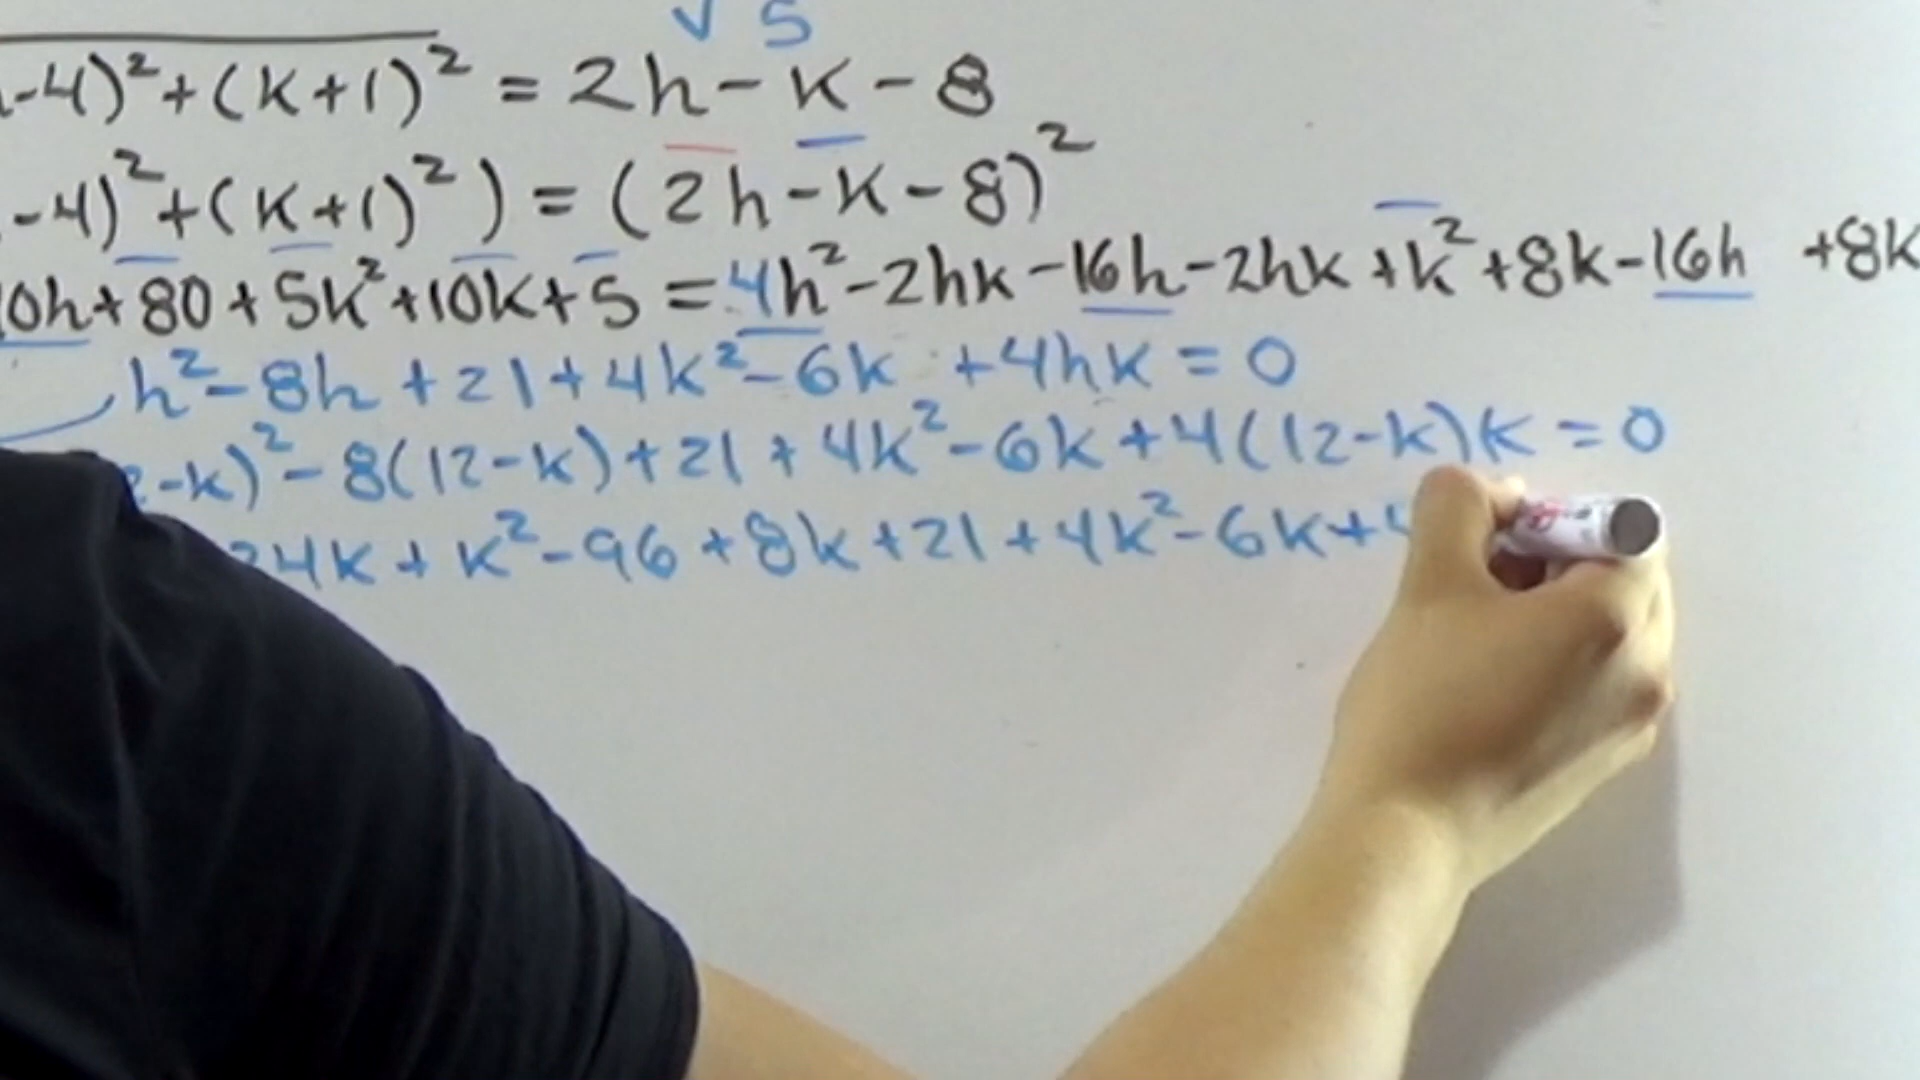 √5
-4)²+(k+1)² = 2h-k-8
-4)²+(k+1)²) = (2h-k-8)²
0h+80+5k²+10k+5 = 4h²-2hk-16h-2hk+k²+8k-16h +8k
h²-8h+21+4k²-6k +4hk = 0
2-k)²-8(12-k)+21+4k²-6k+4(12-k)k = 0
24k+k²-96+8k+21+4k²-6k+4